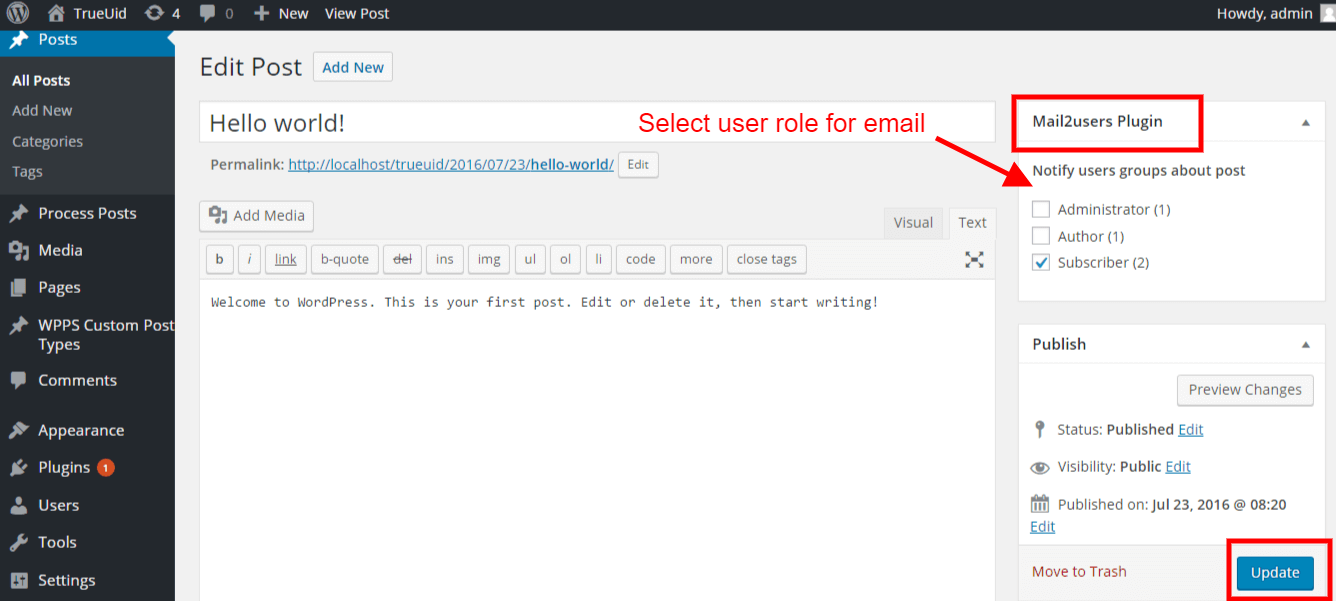 TrueUid 4 0 New View Post Howdy, admin
Posts
All Posts
Add New
Categories
Tags
Process Posts
Media
Pages
WPPS Custom Post
Types
Comments
Appearance
Plugins 1
Users
Tools
Settings
Edit Post Add New
Hello world!
Select user role for email
Permalink: http://localhost/trueuid/2016/07/23/hello-world/ Edit
Add Media
Visual Text
b i link b-quote del ins img ul ol li code more close tags
Welcome to WordPress. This is your first post. Edit or delete it, then start writing!
Mail2users Plugin
Notify users groups about post
Administrator (1)
Author (1)
Subscriber (2)
Publish
Preview Changes
Status: Published Edit
Visibility: Public Edit
Published on: Jul 23, 2016 @ 08:20
Edit
Move to Trash Update